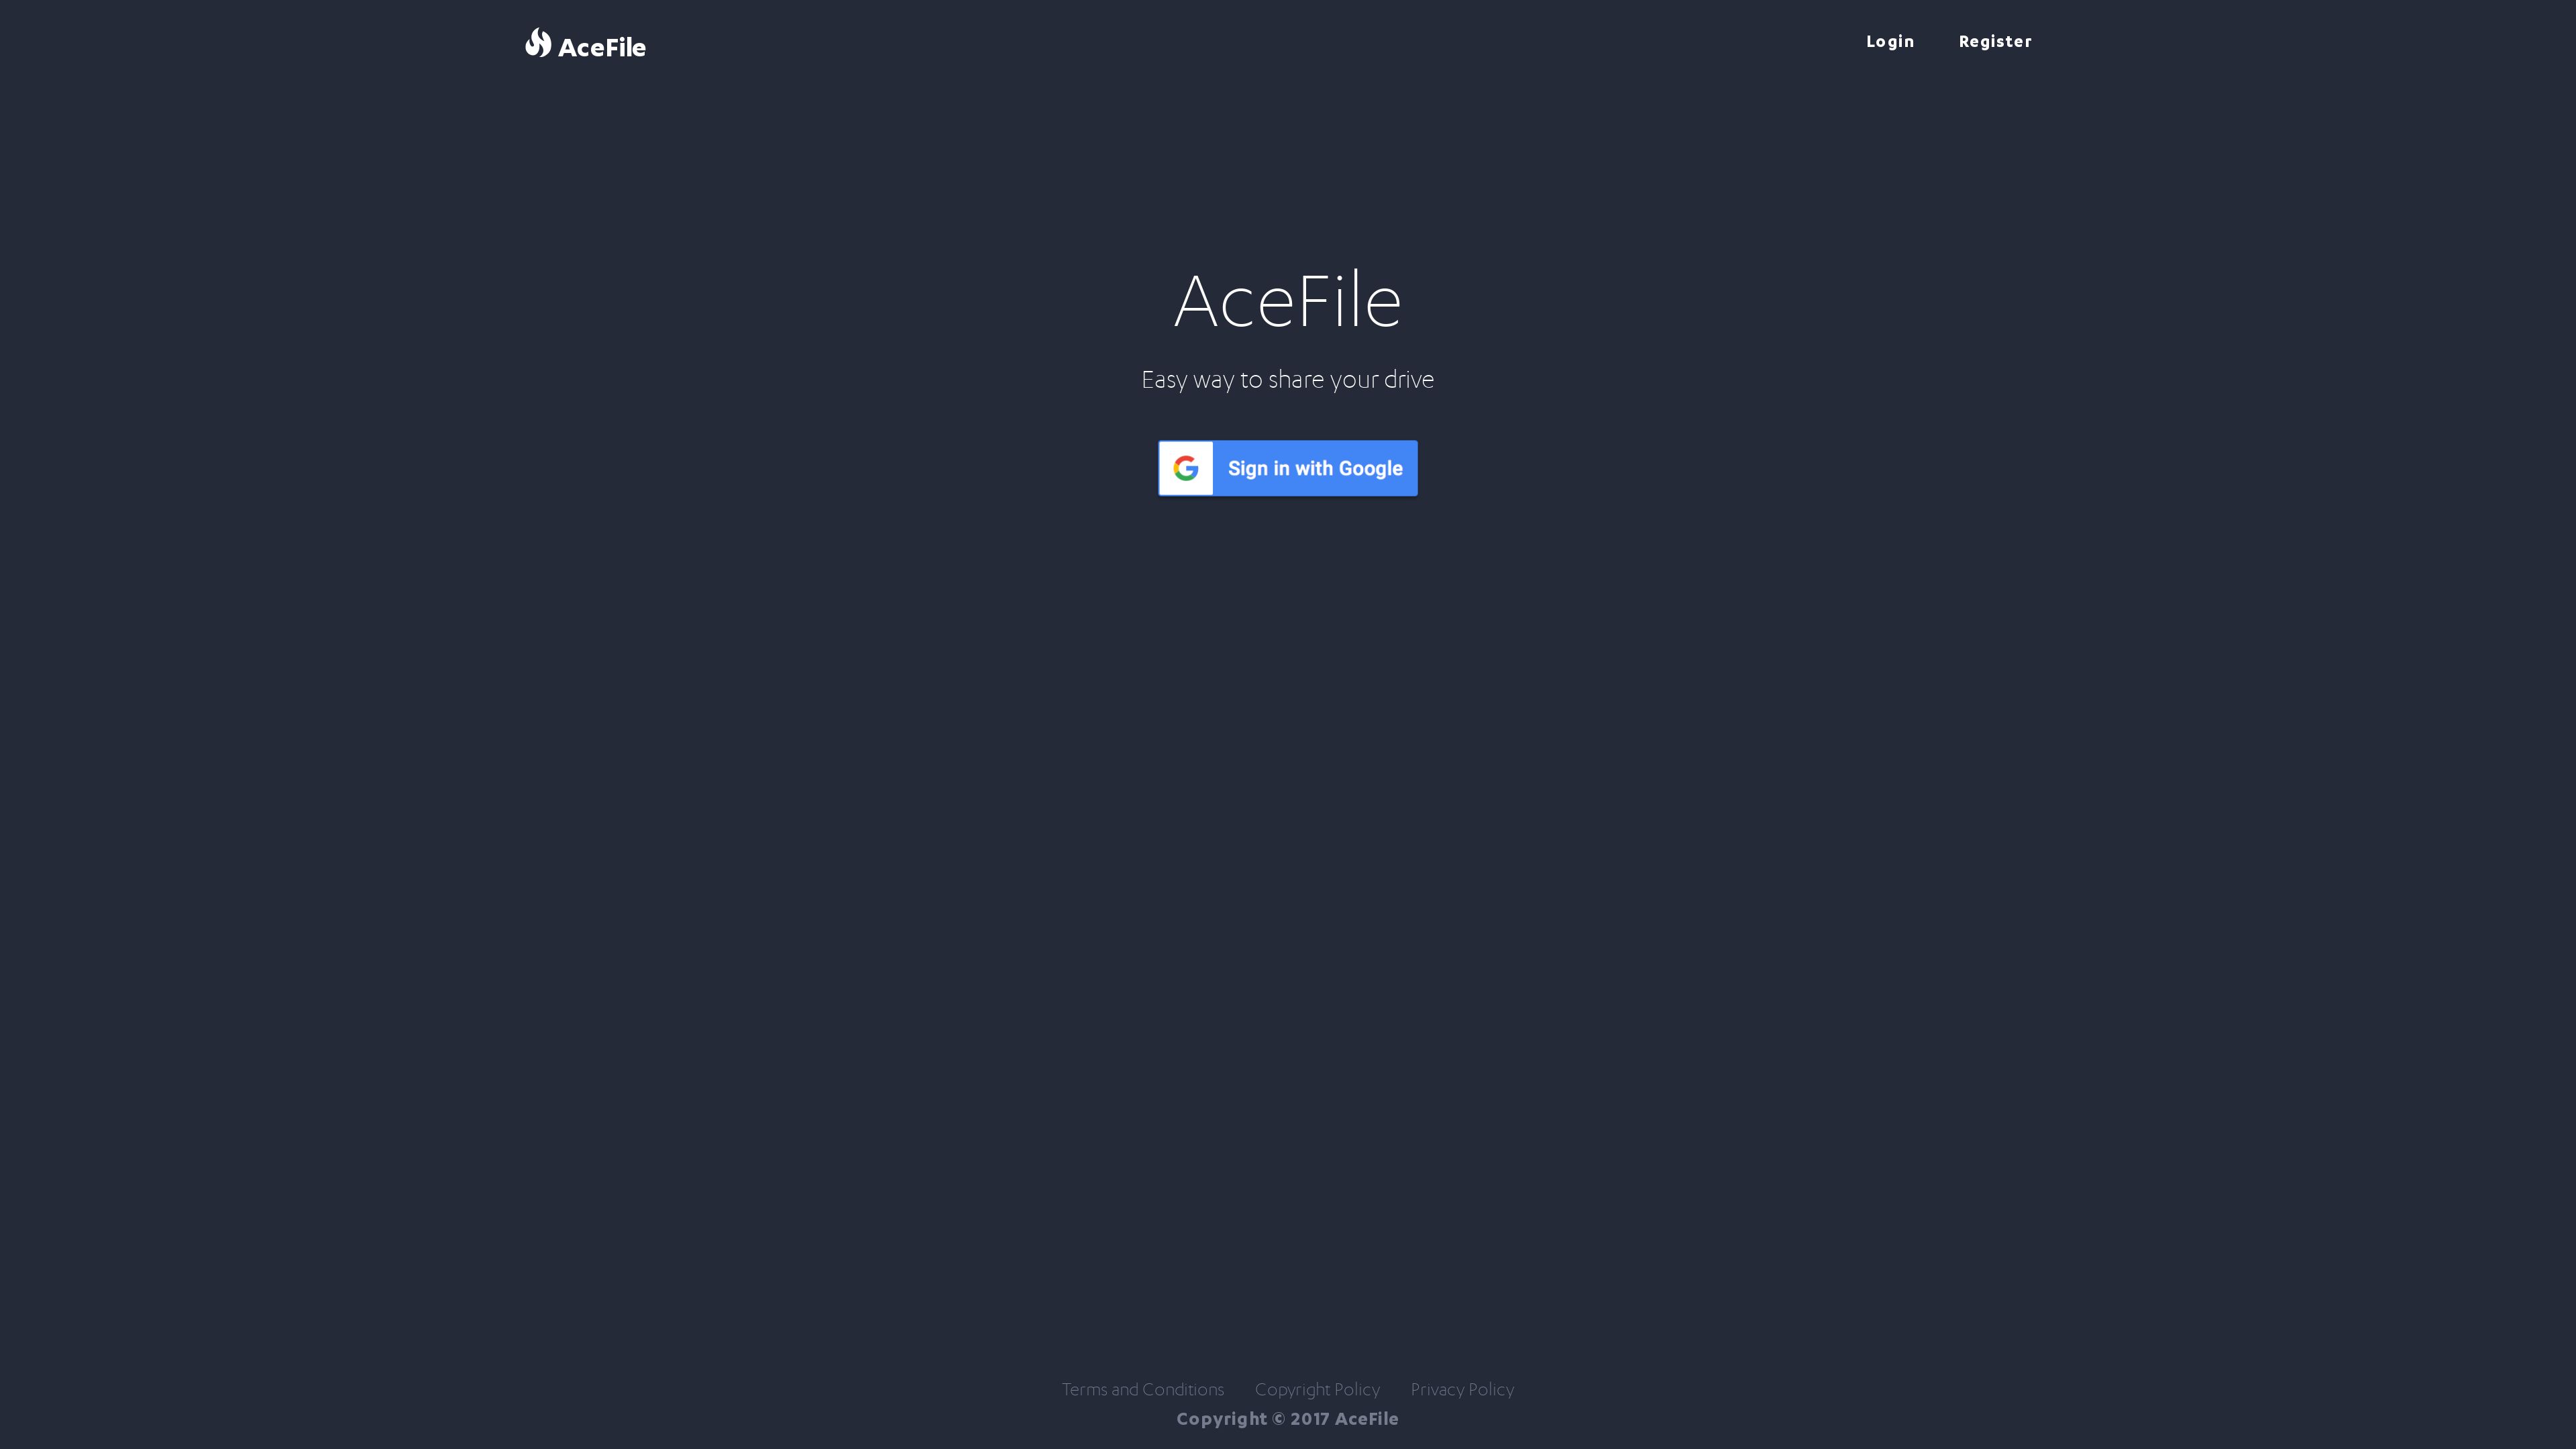 AceFile
Login Register
AceFile
Easy way to share your drive
Sign in with Google
Terms and Conditions Copyright Policy Privacy Policy
Copyright © 2017 AceFile